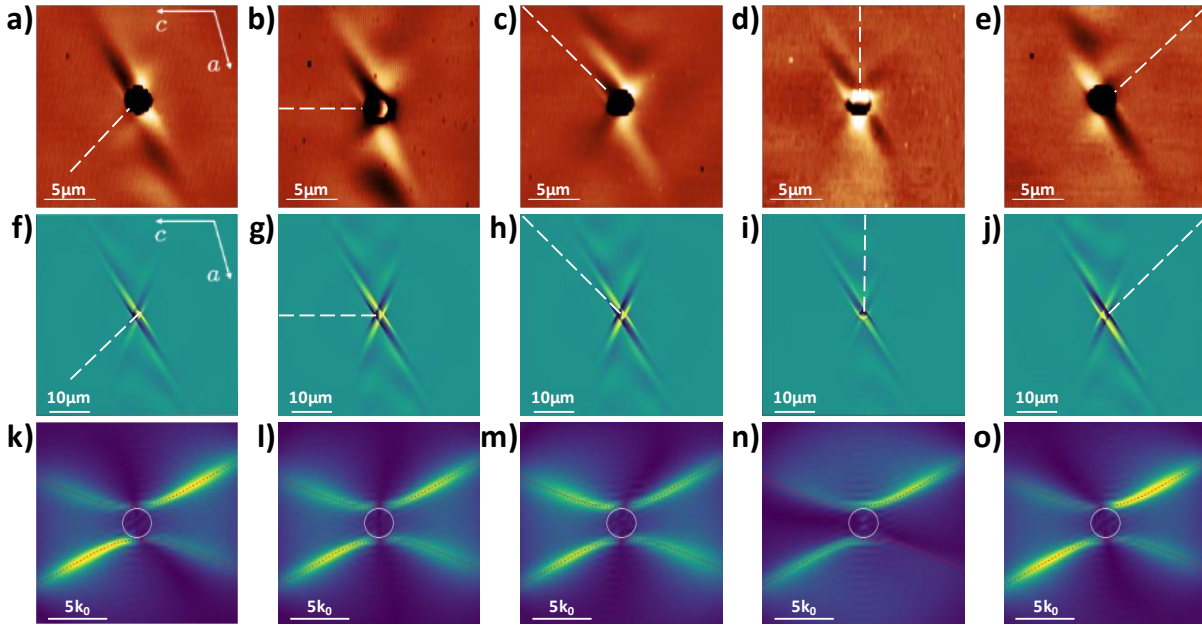 a) b) c) d) e)
c
a
5μm 5μm 5μm 5μm 5μm
f) g) h) i) j)
c
a
10μm 10μm 10μm 10μm 10μm
k) l) m) n) o)
5k₀ 5k₀ 5k₀ 5k₀ 5k₀